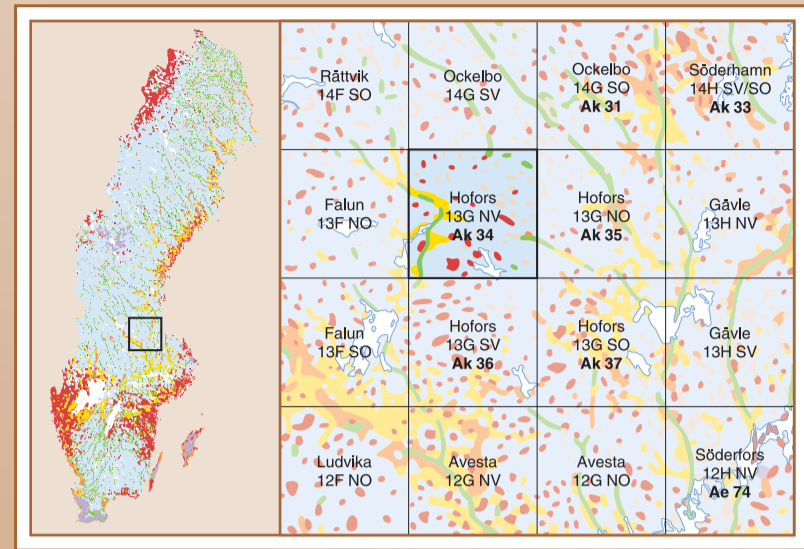 Rättvik
14F SO
Ockelbo
14G SV
Ockelbo
14G SO
Ak 31
Söderhamn
14H SV/SO
Ak 33
Falun
13F NO
Hofors
13G NV
Ak 34
Hofors
13G NO
Ak 35
Gävle
13H NV
Falun
13F SO
Hofors
13G SV
Ak 36
Hofors
13G SO
Ak 37
Gävle
13H SV
Ludvika
12F NO
Avesta
12G NV
Avesta
12G NO
Söderfors
12H NV
Ae 74